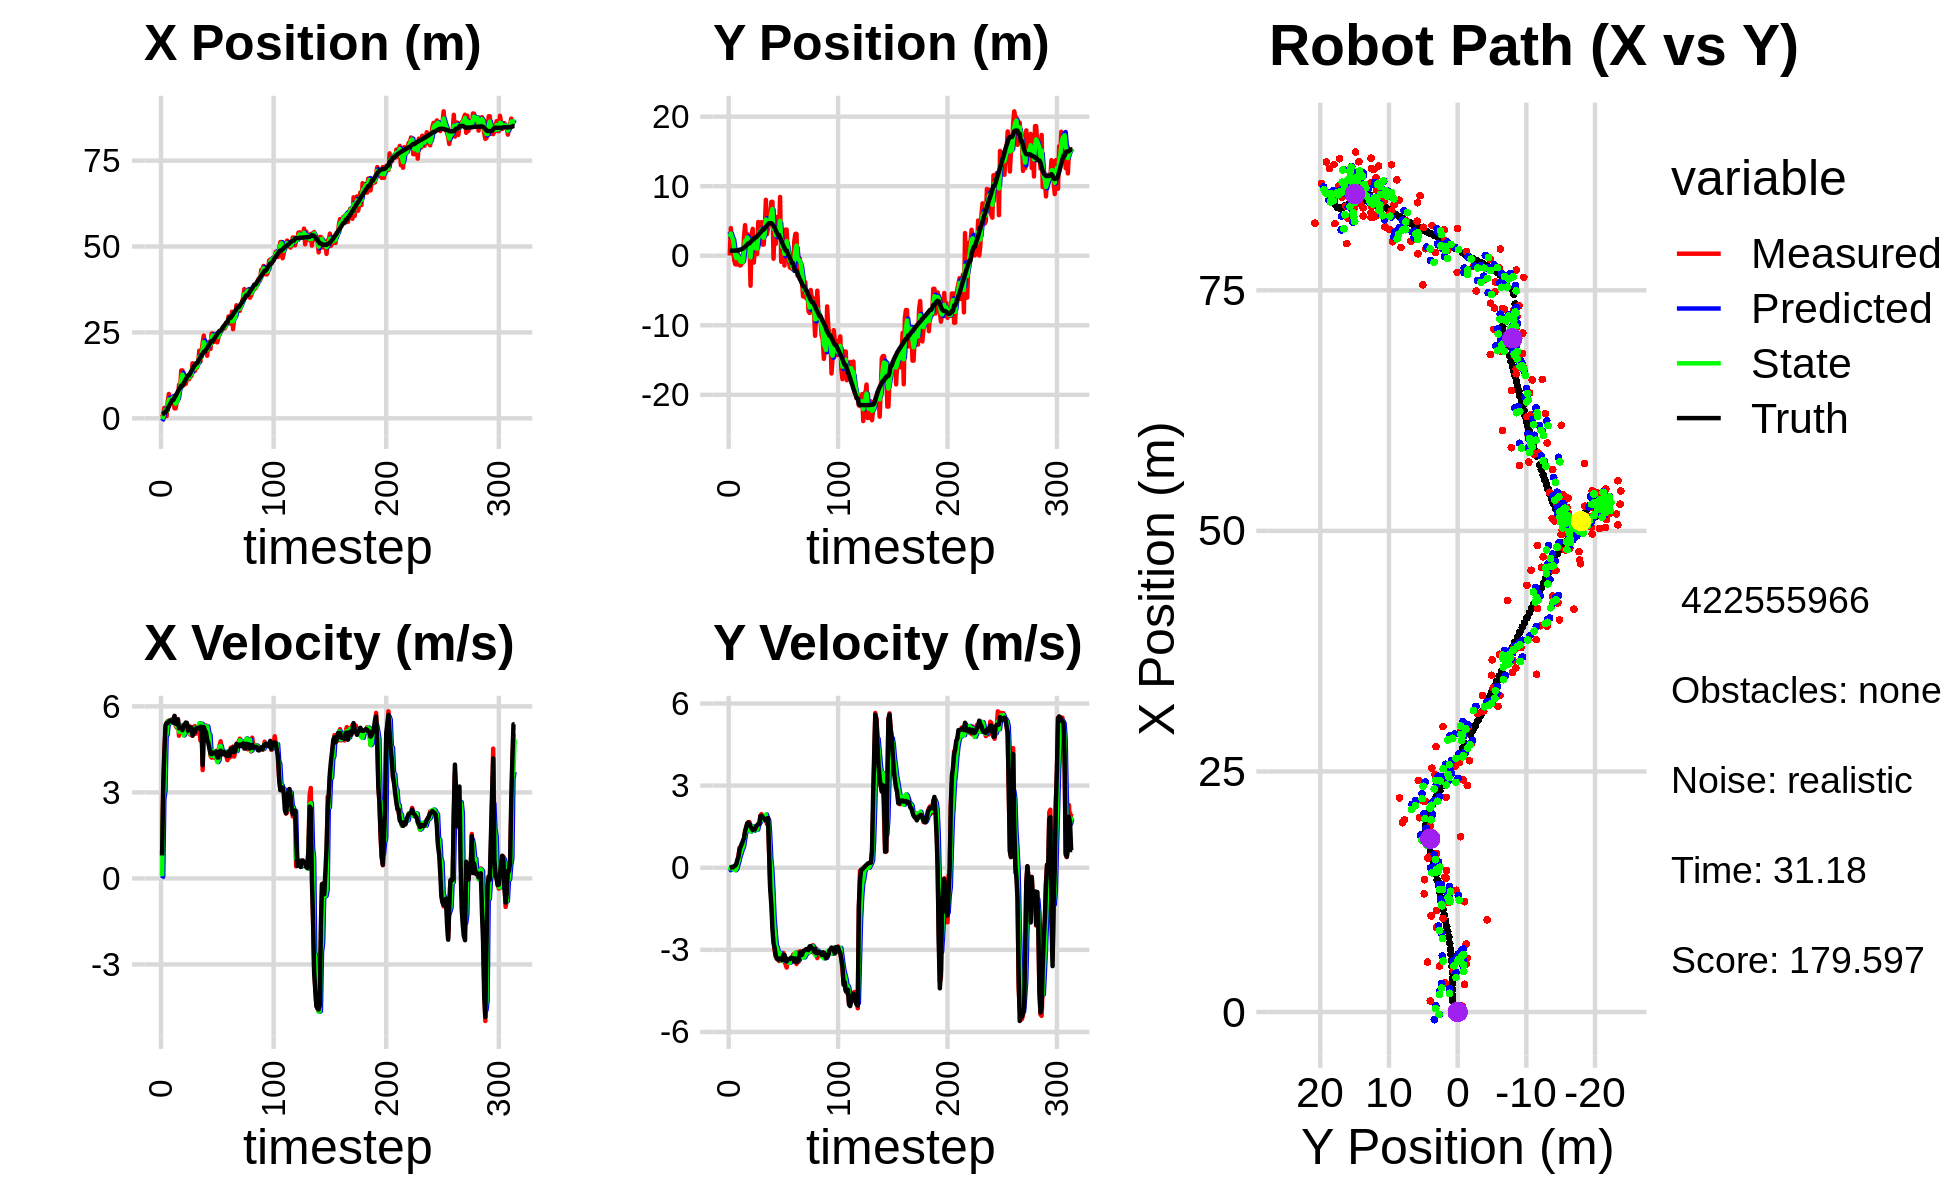 X Position (m)
75
50
25
0
0
100
200
300
timestep
Y Position (m)
20
10
0
-10
-20
0
100
200
300
timestep
X Velocity (m/s)
6
3
0
-3
0
100
200
300
timestep
Y Velocity (m/s)
6
3
0
-3
-6
0
100
200
300
timestep
Robot Path (X vs Y)
X Position (m)
75
50
25
0
20 10 0 -10 -20
Y Position (m)
variable
Measured
Predicted
State
Truth
422555966
Obstacles: none
Noise: realistic
Time: 31.18
Score: 179.597